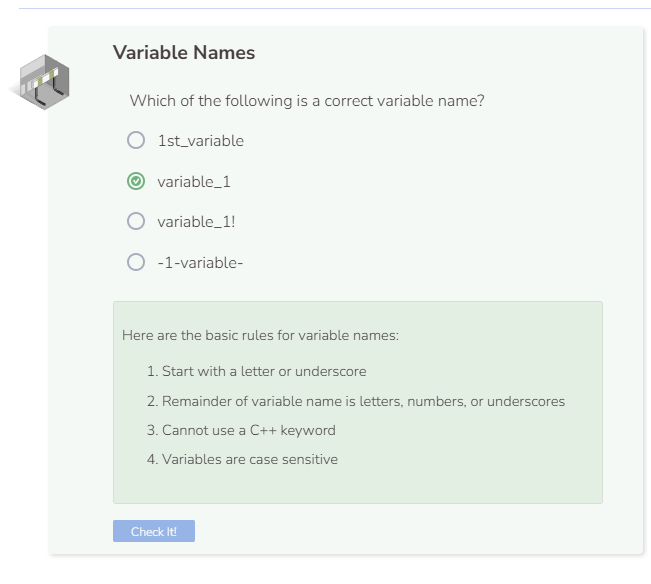 Variable Names
Which of the following is a correct variable name?
1st_variable
variable_1
variable_1!
-1-variable-
Here are the basic rules for variable names:
1. Start with a letter or underscore
2. Remainder of variable name is letters, numbers, or underscores
3. Cannot use a C++ keyword
4. Variables are case sensitive
Check It!